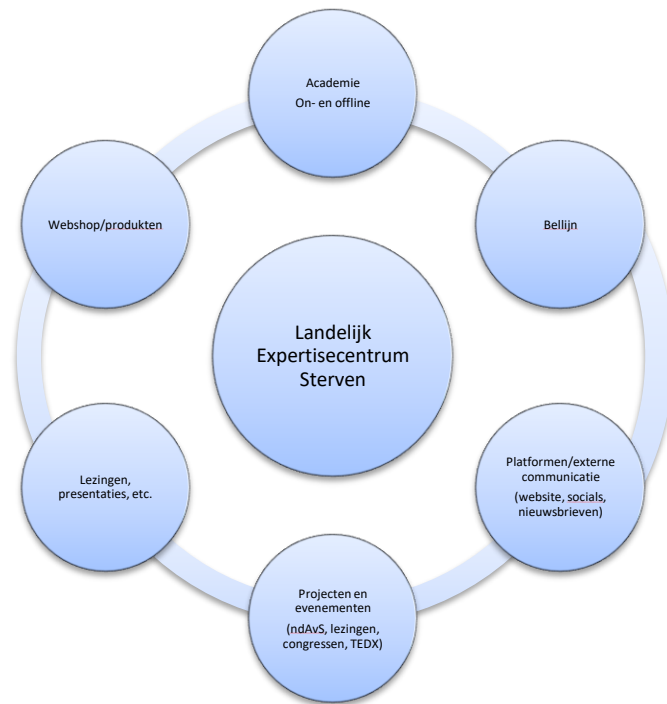 Academie
On- en offline
Bellijn
Platformen/externe
communicatie
(website, socials,
nieuwsbrieven)
Projecten en
evenementen
(ndAvS, lezingen,
congressen, TEDX)
Lezingen,
presentaties, etc.
Webshop/produkten
Landelijk
Expertisecentrum
Sterven